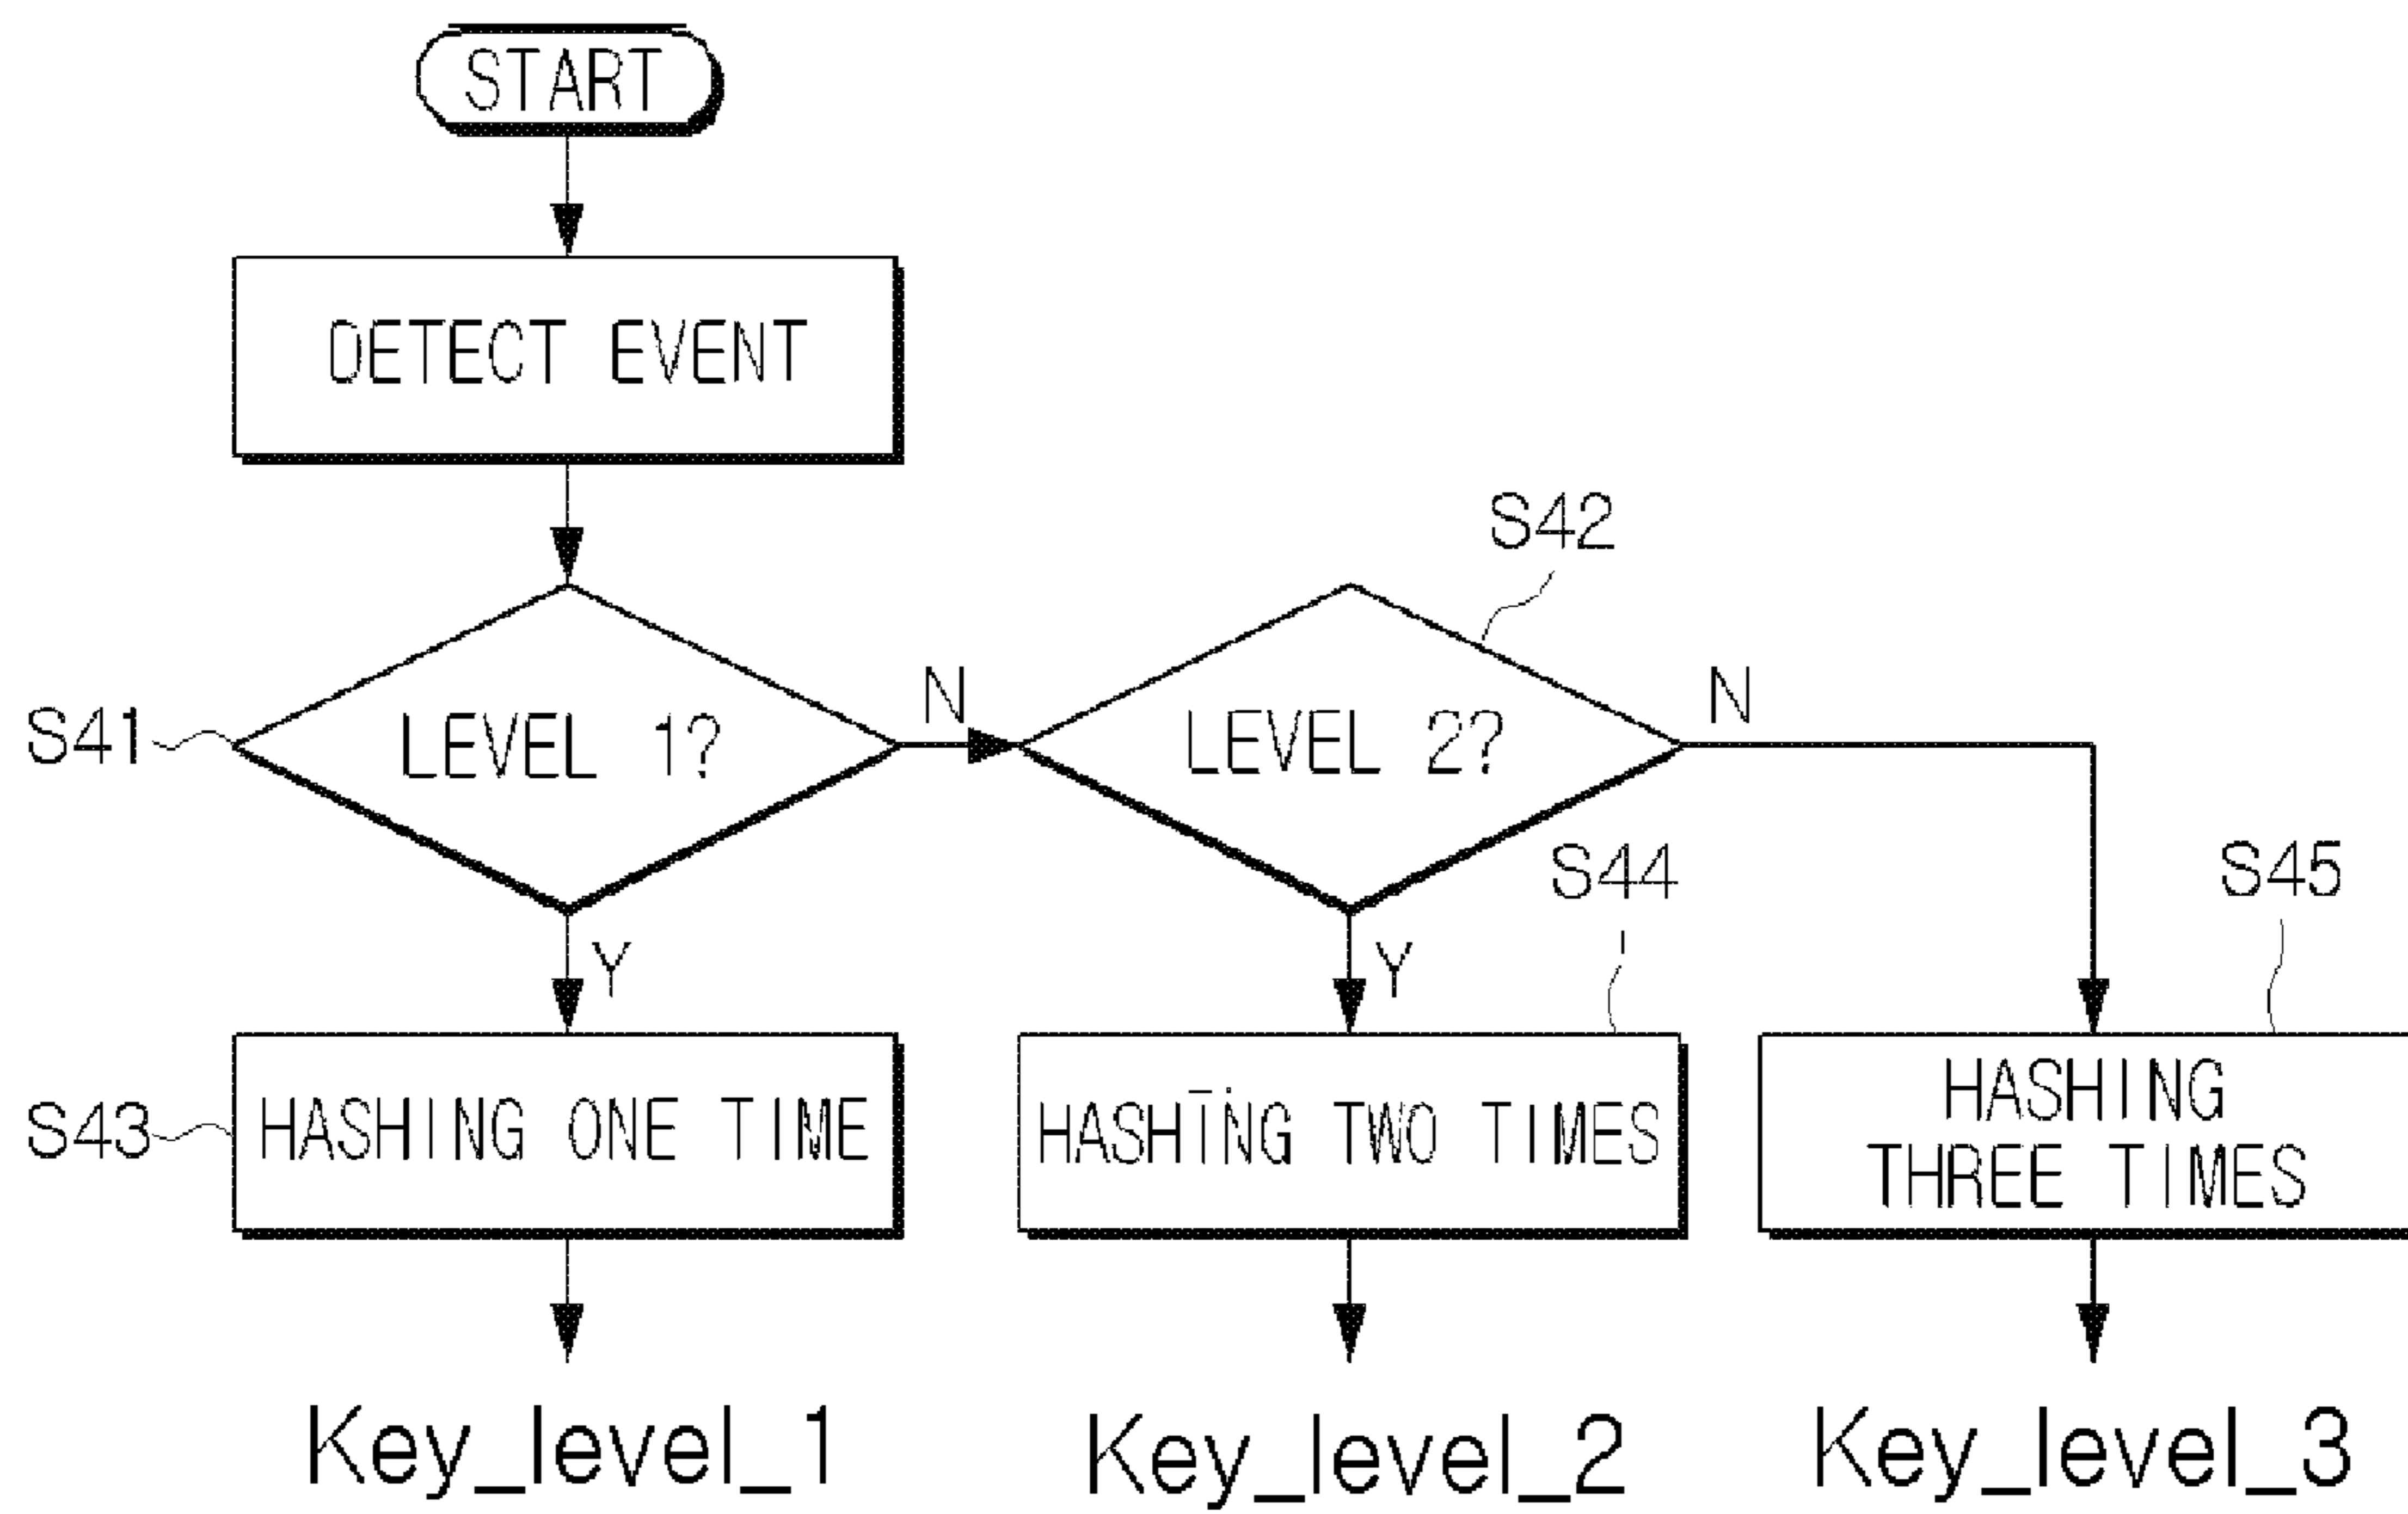 START
DETECT EVENT
S42
N
N
S41
LEVEL 1?
LEVEL 2?
S44
S45
Y
Y
S43
HASHING ONE TIME
HASHING TWO TIMES
HASHING
THREE TIMES
Key_level_1
Key_level_2
Key_level_3